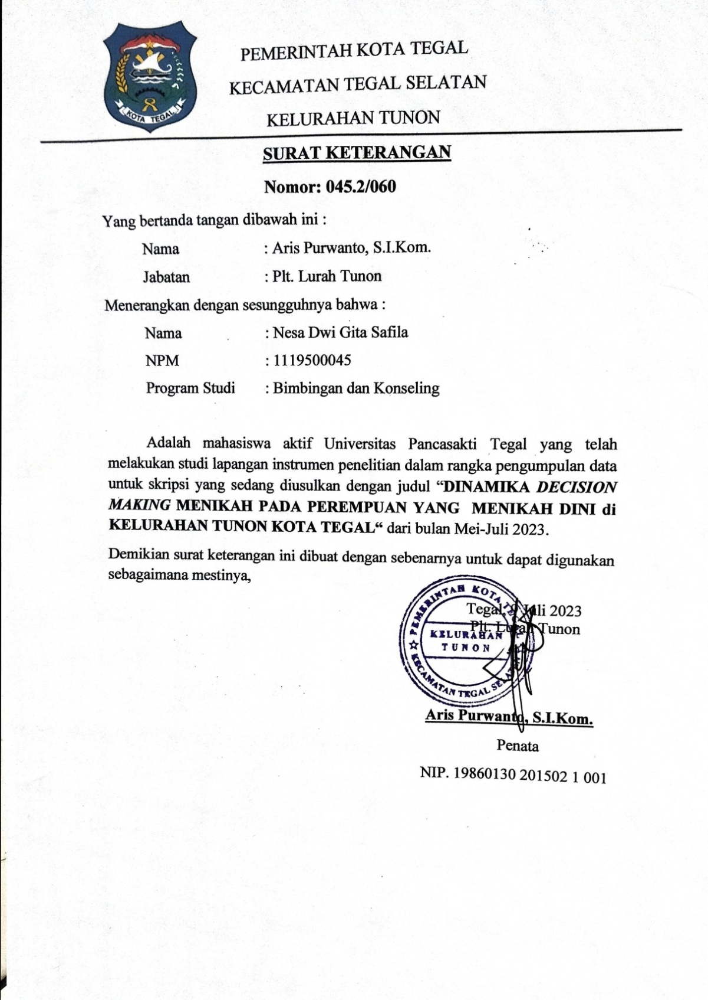 KOTA TEGAL
PEMERINTAH KOTA TEGAL
KECAMATAN TEGAL SELATAN
KELURAHAN TUNON
SURAT KETERANGAN
Nomor: 045.2/060
Yang bertanda tangan dibawah ini :
Nama : Aris Purwanto, S.I.Kom.
Jabatan : Plt. Lurah Tunon
Menerangkan dengan sesungguhnya bahwa :
Nama : Nesa Dwi Gita Safila
NPM : 1119500045
Program Studi : Bimbingan dan Konseling
Adalah mahasiswa aktif Universitas Pancasakti Tegal yang telah
melakukan studi lapangan instrumen penelitian dalam rangka pengumpulan data
untuk skripsi yang sedang diusulkan dengan judul “DINAMIKA DECISION
MAKING MENIKAH PADA PEREMPUAN YANG MENIKAH DINI di
KELURAHAN TUNON KOTA TEGAL“ dari bulan Mei-Juli 2023.
Demikian surat keterangan ini dibuat dengan sebenarnya untuk dapat digunakan
sebagaimana mestinya,
Tegal, Juli 2023
Plt. Lurah Tunon
PEMERINTAH KOTA TEGAL
KELURAHAN
TUNON
KECAMATAN TEGAL SELATAN
Aris Purwanto, S.I.Kom.
Penata
NIP. 19860130 201502 1 001